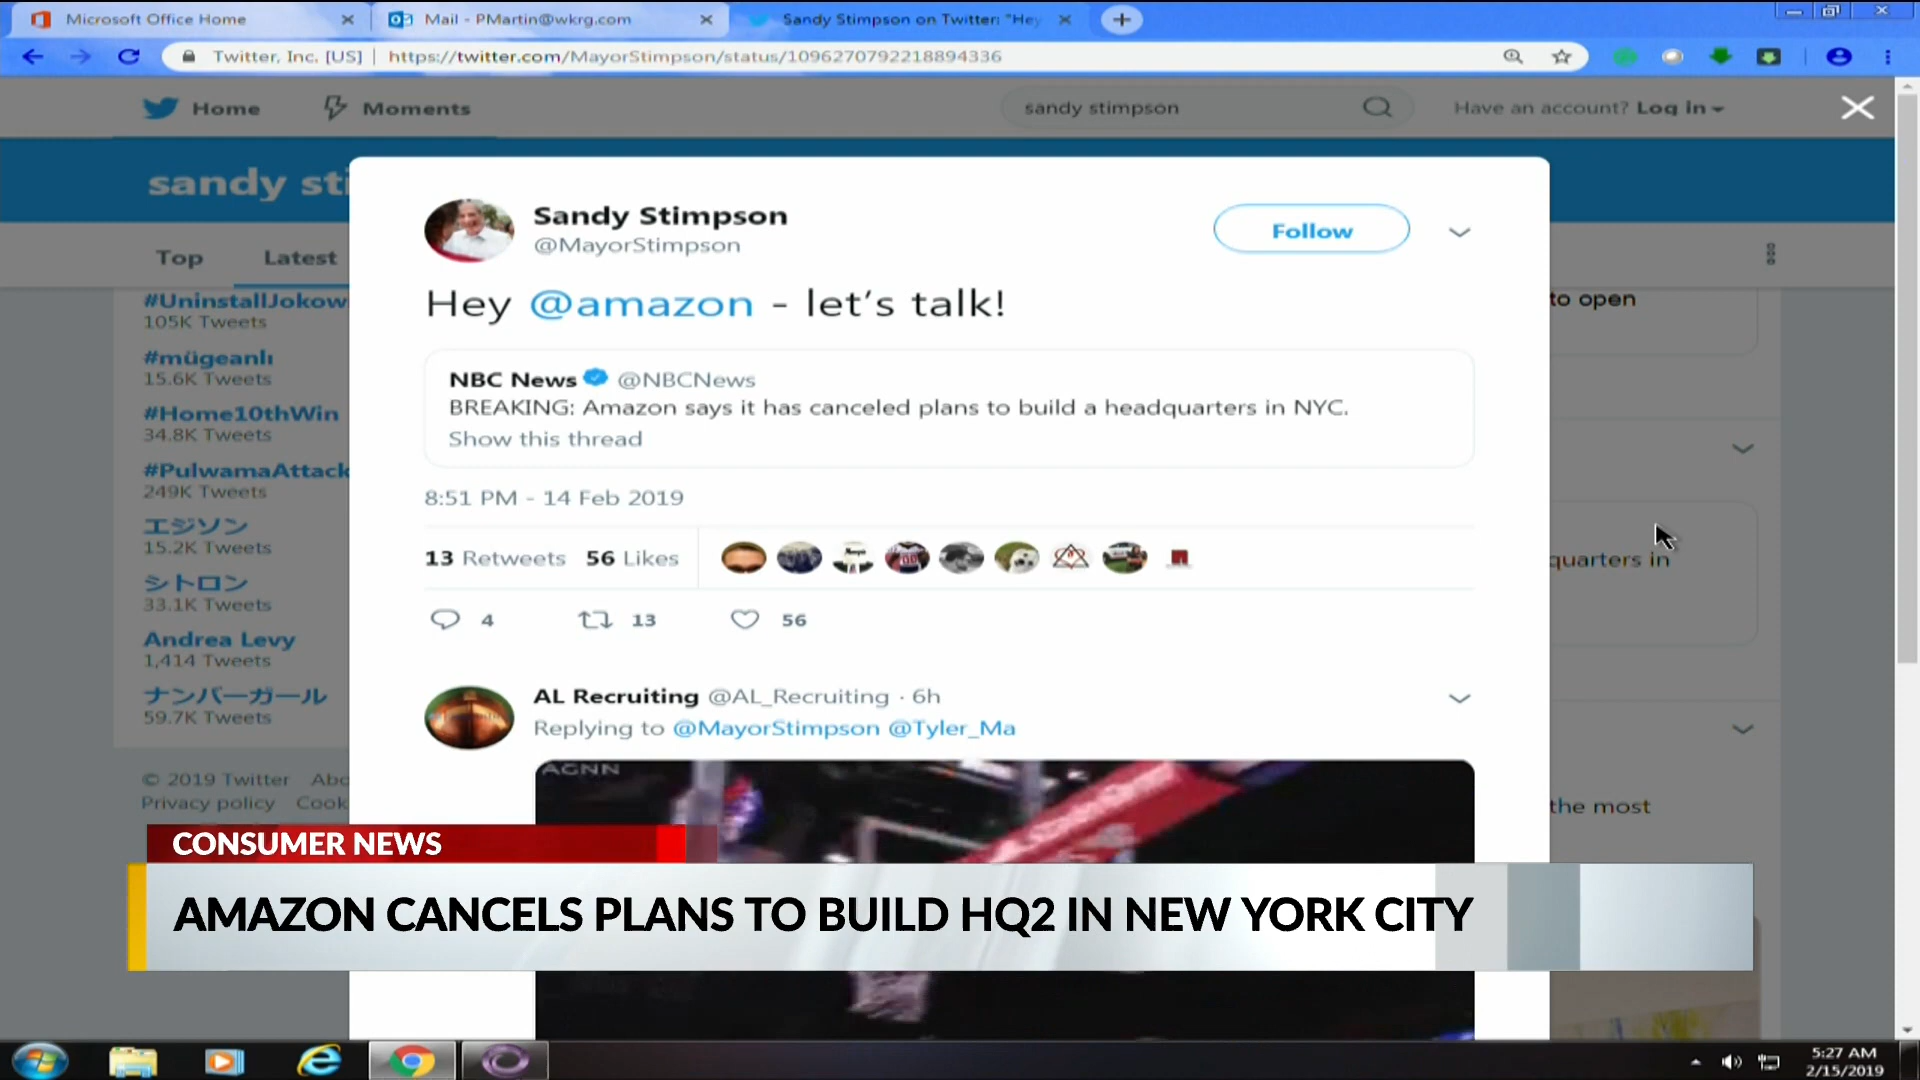 Microsoft Office Home
Mail - PMartin@wkrg.com
Sandy Stimpson on Twitter: "Hey
Twitter, Inc. [US] | https://twitter.com/MayorStimpson/status/1096270792218894336
Home
Moments
sandy stimpson
Have an account? Log in
sandy sti
Top
Latest
#UninstallJokow
105K Tweets
#mügeanlı
15.6K Tweets
#Home10thWin
34.8K Tweets
#PulwamaAttack
249K Tweets
エジソン
15.2K Tweets
シトロン
33.1K Tweets
Andrea Levy
1,414 Tweets
ナンバーガール
59.7K Tweets
© 2019 Twitter Abo
Privacy policy Cook
Sandy Stimpson
@MayorStimpson
Follow
Hey @amazon - let's talk!
NBC News @NBCNews
BREAKING: Amazon says it has canceled plans to build a headquarters in NYC.
Show this thread
8:51 PM - 14 Feb 2019
13 Retweets 56 Likes
4 13 56
AL Recruiting @AL_Recruiting · 6h
Replying to @MayorStimpson @Tyler_Ma
AGNN
to open
quarters in
the most
CONSUMER NEWS
AMAZON CANCELS PLANS TO BUILD HQ2 IN NEW YORK CITY
5:27 AM
2/15/2019